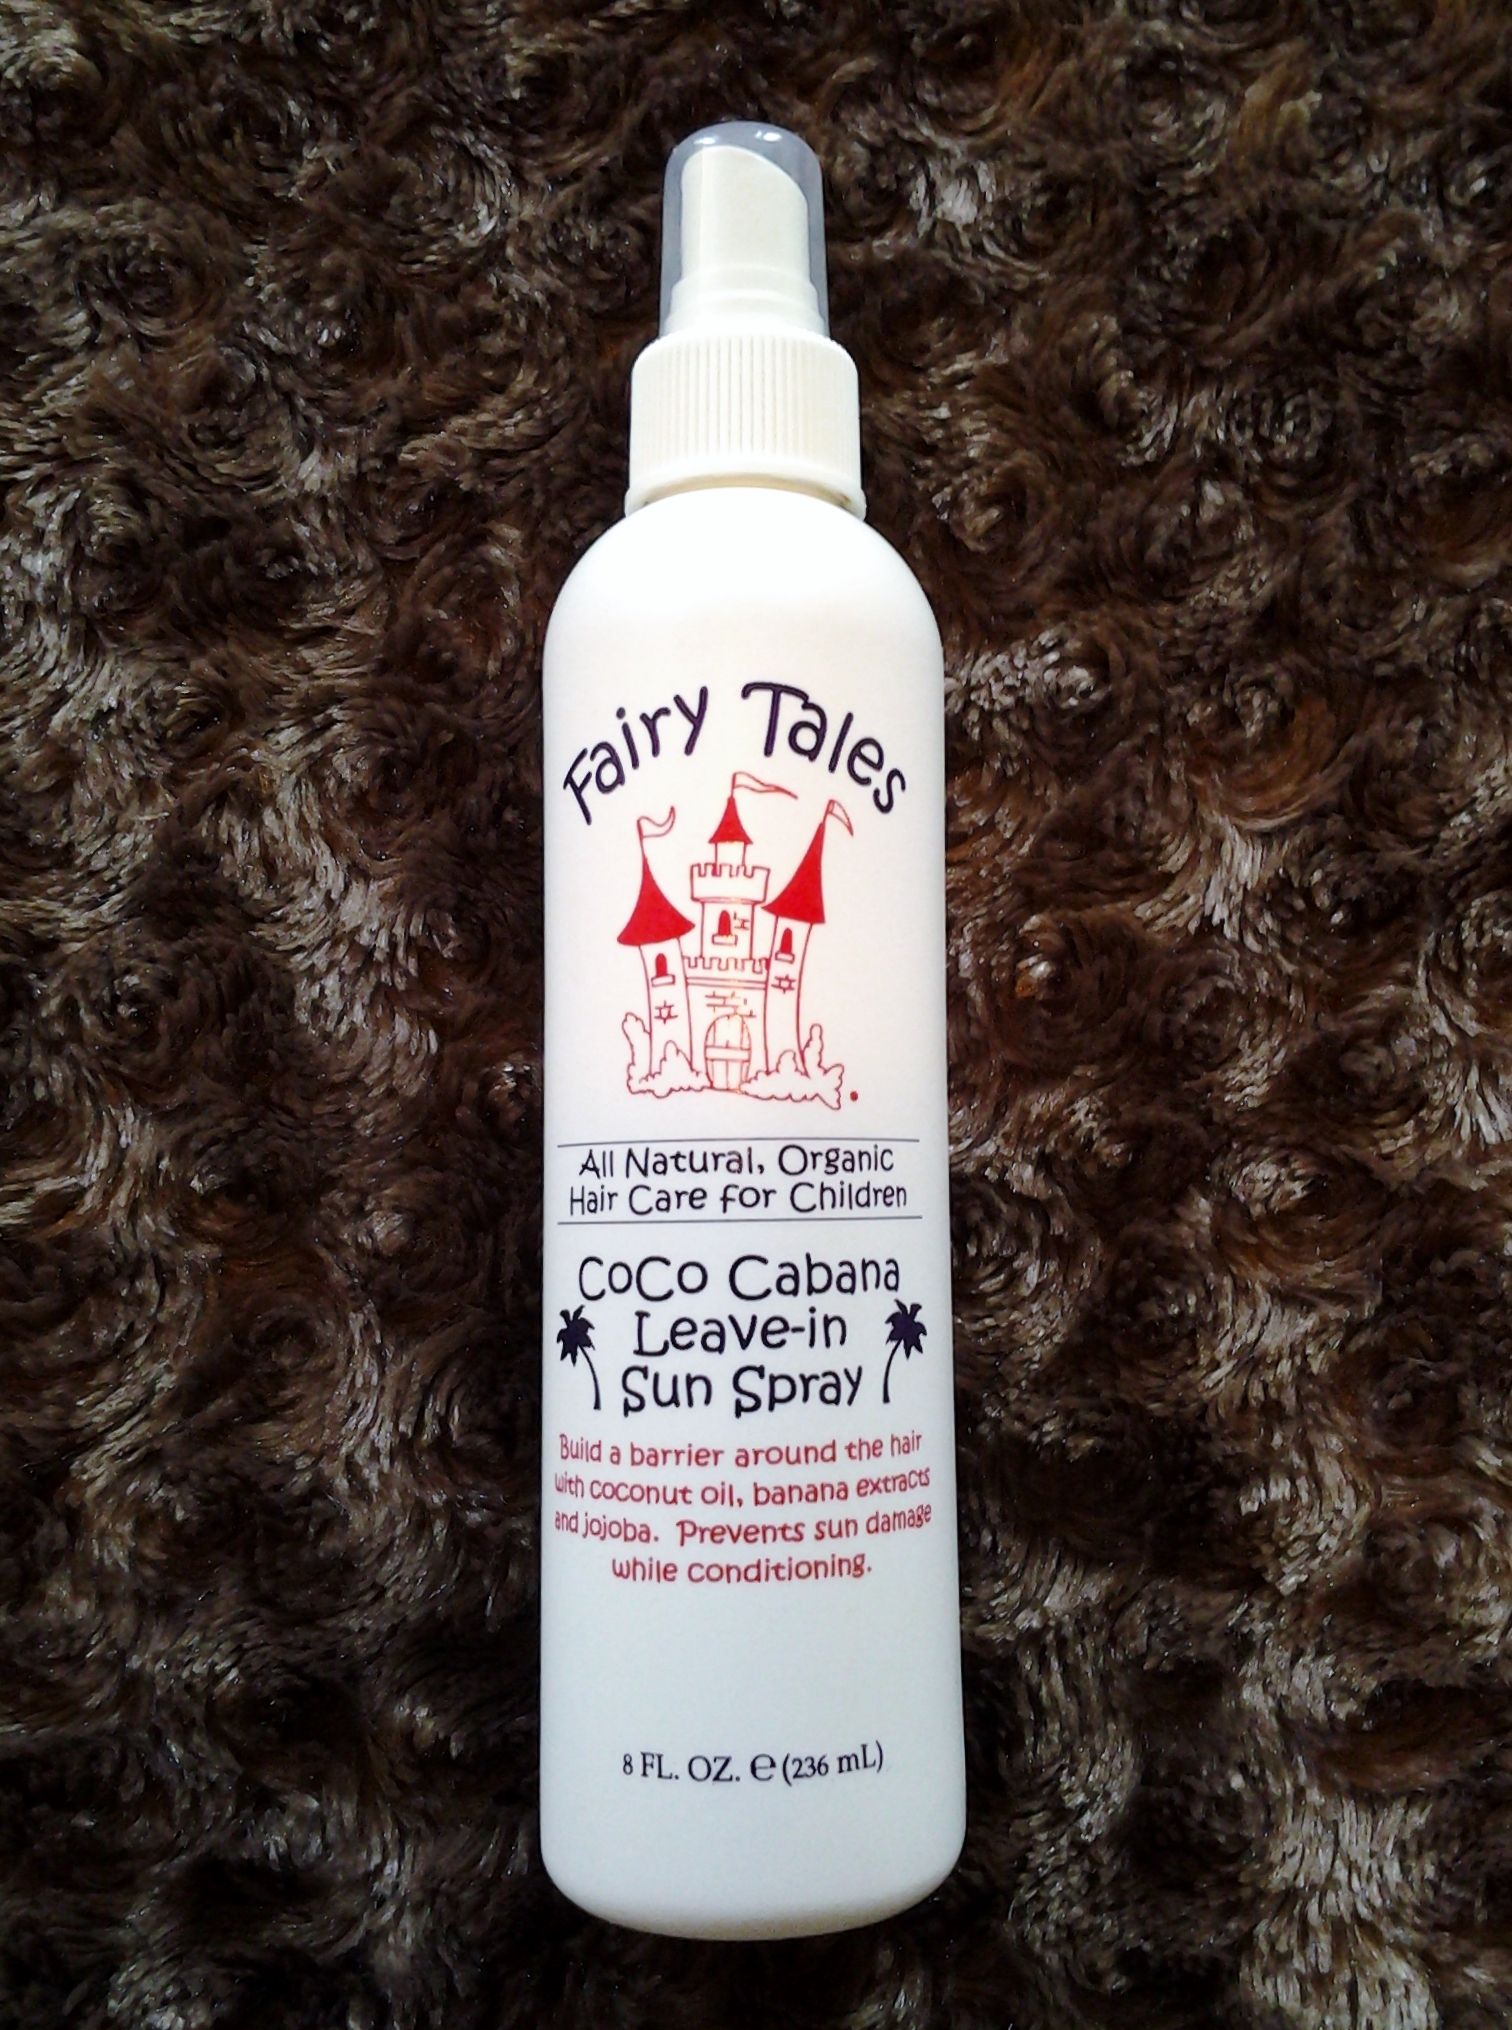 Fairy Tales
All Natural, Organic
Hair Care for Children
CoCo Cabana
Leave-in
Sun Spray
Build a barrier around the hair
with coconut oil, banana extracts
and jojoba. Prevents sun damage
while conditioning.
8 FL. OZ. ℮ (236 mL)